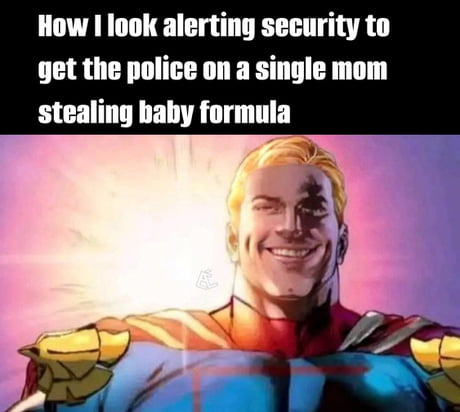 How I look alerting security to
get the police on a single mom
stealing baby formula